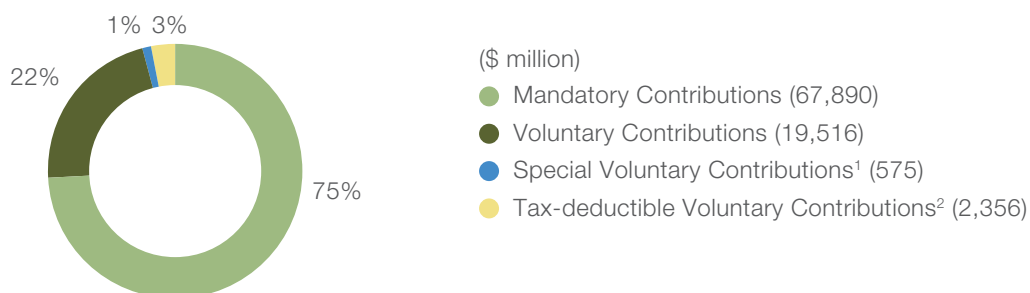 1% 3%
22%
75%
($ million)
Mandatory Contributions (67,890)
Voluntary Contributions (19,516)
Special Voluntary Contributions¹ (575)
Tax-deductible Voluntary Contributions² (2,356)